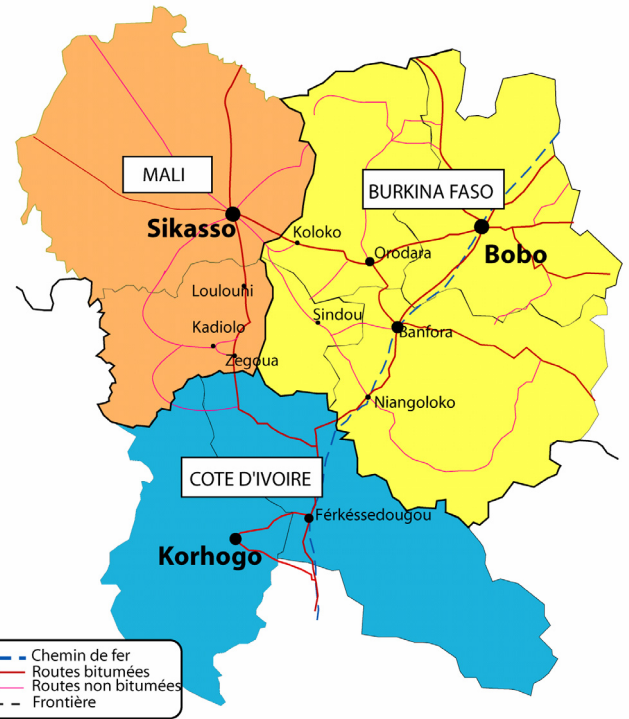 MALI
BURKINA FASO
Sikasso
Koloko
Bobo
Orodara
Loulouni
Sindou
Kadiolo
Banfora
Zegoua
Niangoloko
COTE D'IVOIRE
Férkéssedougou
Korhogo
Chemin de fer
Routes bitumées
Routes non bitumées
Frontière